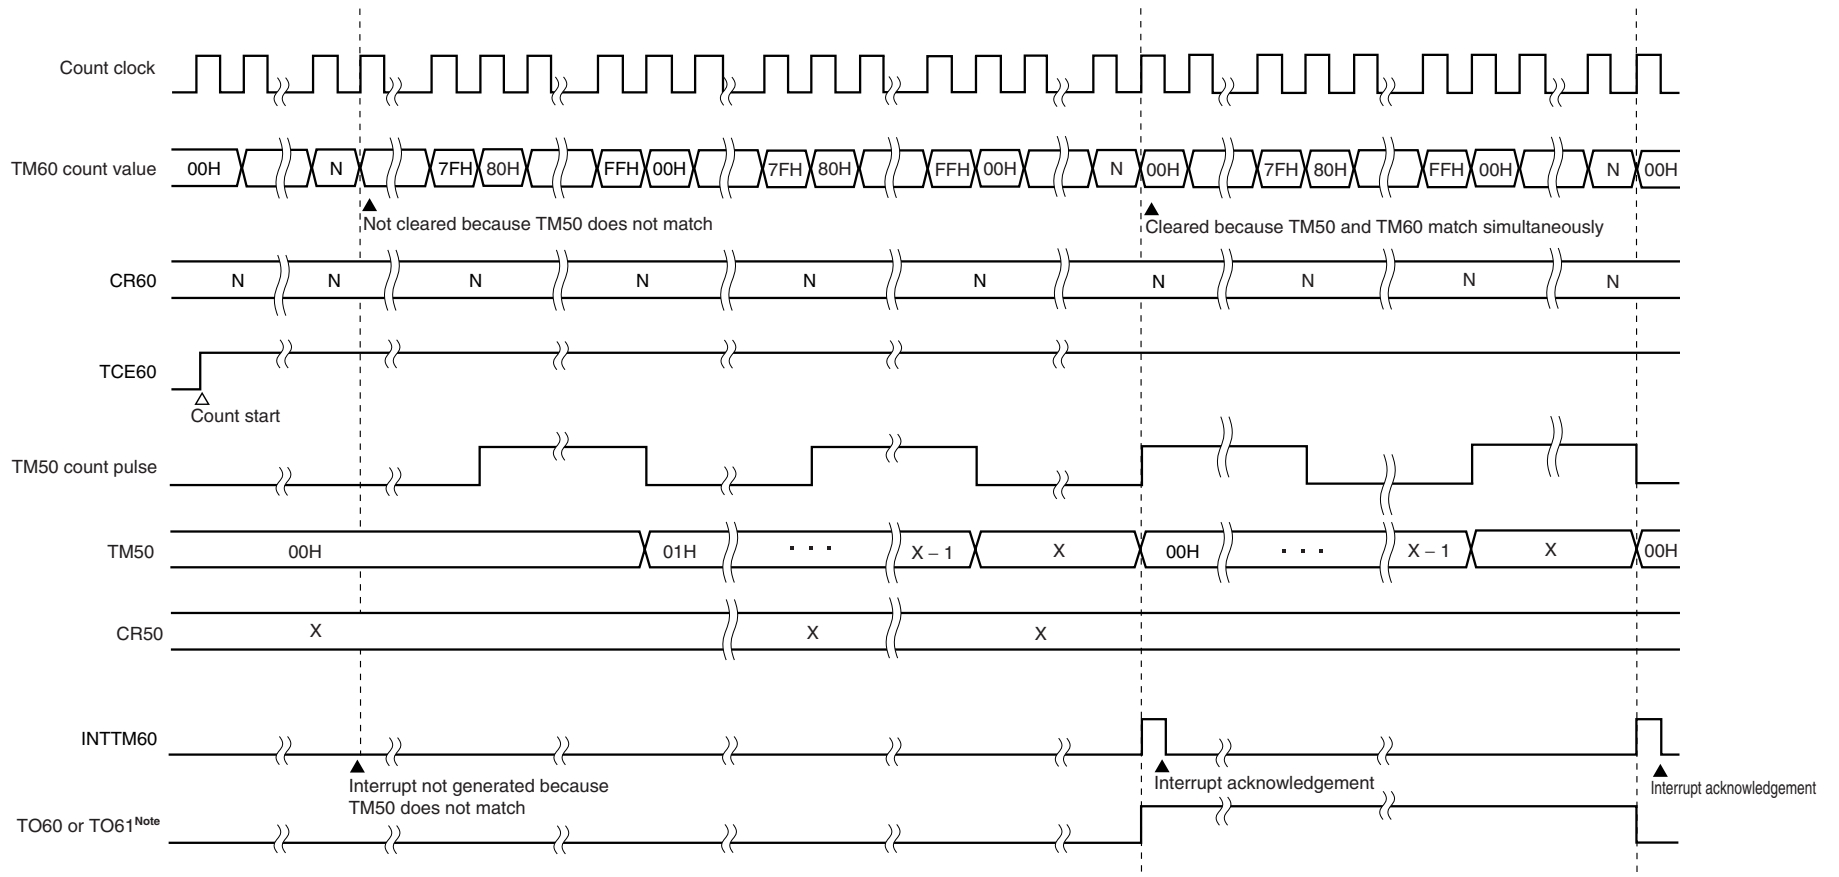 Count clock
TM60 count value 00H N 7FH 80H FFH 00H 7FH 80H FFH 00H N 00H 7FH 80H FFH 00H N 00H
Not cleared because TM50 does not match
Cleared because TM50 and TM60 match simultaneously
CR60 N N N N N N N N N N
TCE60
Count start
TM50 count pulse
TM50 00H 01H · · · X – 1 X 00H · · · X – 1 X 00H
CR50 X X X
INTTM60
Interrupt not generated because
TM50 does not match
Interrupt acknowledgement
Interrupt acknowledgement
TO60 or TO61Note